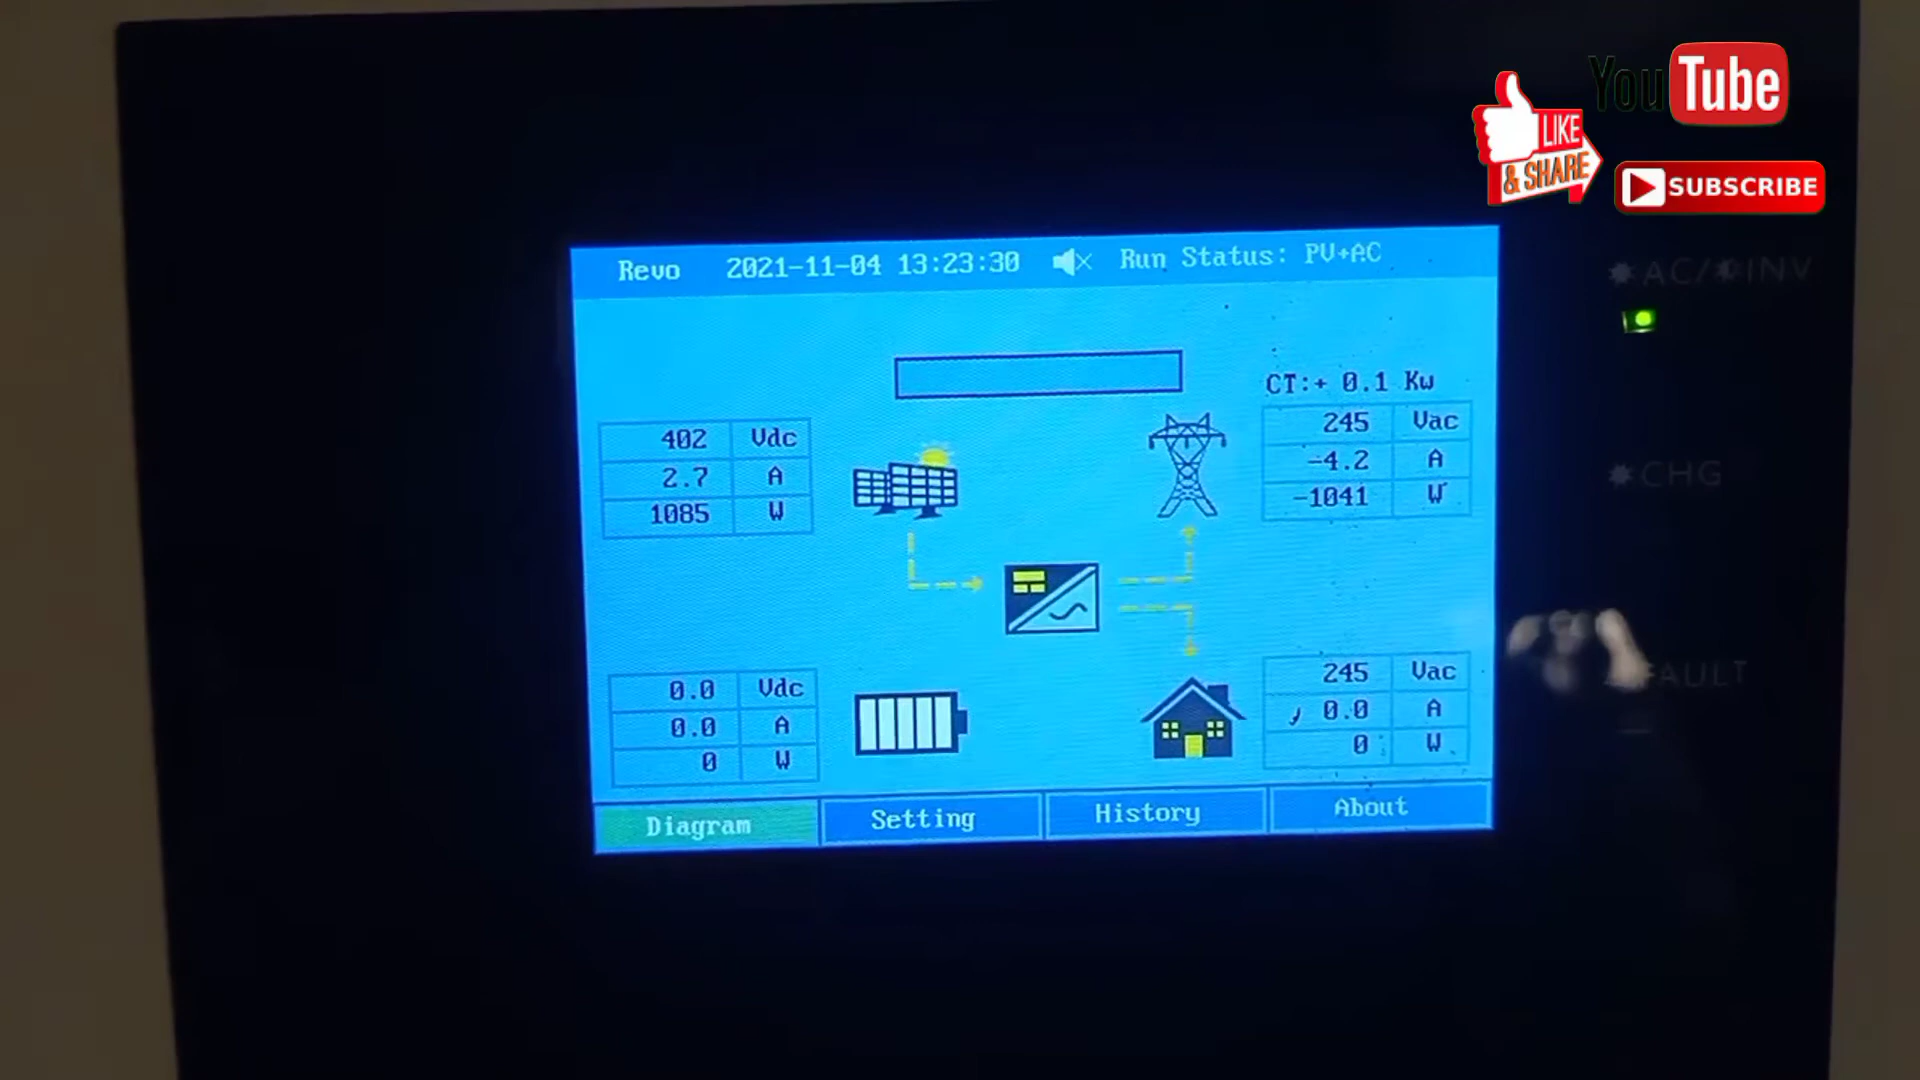 YouTube
LIKE
& SHARE
SUBSCRIBE
Revo 2021-11-04 13:23:30 Run Status: PV+AC
AC/ INV
CT:+ 0.1 Kw
402 Vdc
2.7 A
1085 W
245 Vac
-4.2 A
-1041 W
CHG
0.0 Vdc
0.0 A
0 W
245 Vac
0.0 A
0 W
AULT
Diagram Setting History About